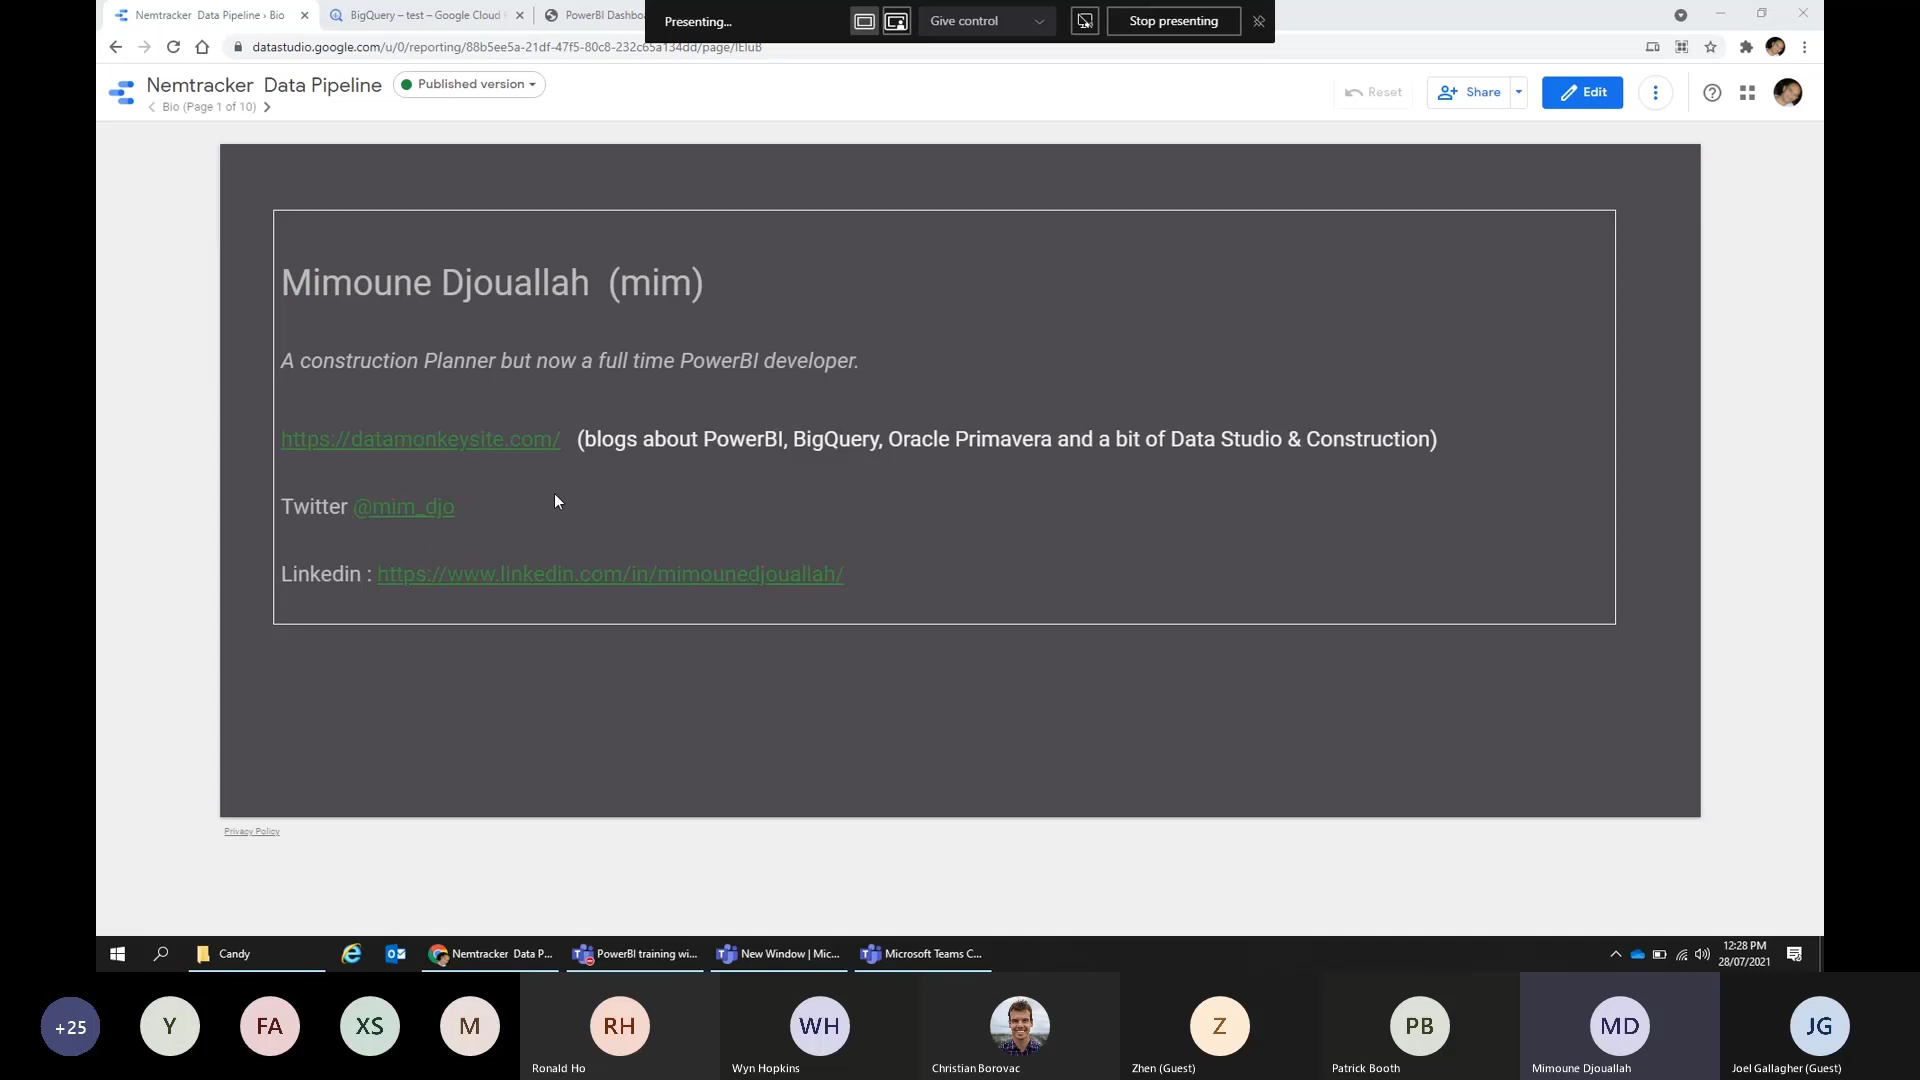 Nemtracker Data Pipeline › Bio
BigQuery – test – Google Cloud
PowerBI Dashbo
Presenting...
Give control
Stop presenting
datastudio.google.com/u/0/reporting/88b5ee5a-21df-47f5-80c8-232c65a134dd/page/IEIuB
Nemtracker Data Pipeline
Published version
Bio (Page 1 of 10)
Reset
Share
Edit
Mimoune Djouallah (mim)
A construction Planner but now a full time PowerBI developer.
https://datamonkeysite.com/ (blogs about PowerBI, BigQuery, Oracle Primavera and a bit of Data Studio & Construction)
Twitter @mim_djo
Linkedin : https://www.linkedin.com/in/mimounedjouallah/
Privacy Policy
Candy
Nemtracker Data P...
PowerBI training wi...
New Window | Mic...
Microsoft Teams C...
12:28 PM
28/07/2021
+25
Y
FA
XS
M
RH
WH
Z
PB
MD
JG
Ronald Ho
Wyn Hopkins
Christian Borovac
Zhen (Guest)
Patrick Booth
Mimoune Djouallah
Joel Gallagher (Guest)